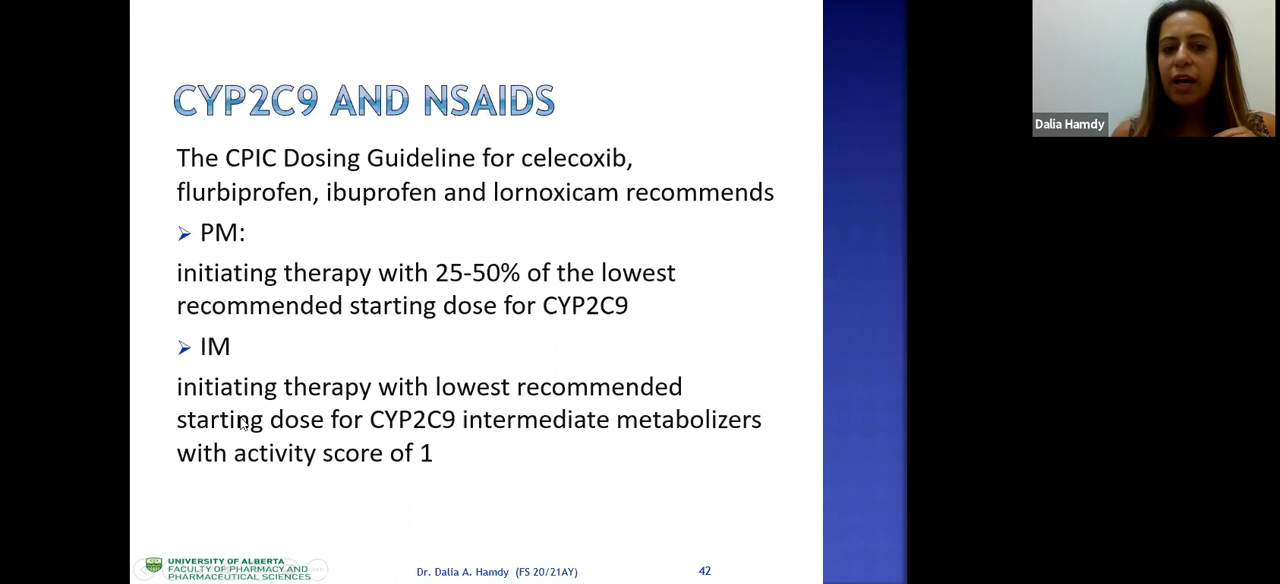 CYP2C9 AND NSAIDS
The CPIC Dosing Guideline for celecoxib,
flurbiprofen, ibuprofen and lornoxicam recommends
PM:
initiating therapy with 25-50% of the lowest
recommended starting dose for CYP2C9
IM
initiating therapy with lowest recommended
starting dose for CYP2C9 intermediate metabolizers
with activity score of 1
UNIVERSITY OF ALBERTA
FACULTY OF PHARMACY AND
PHARMACEUTICAL SCIENCES
Dr. Dalia A. Hamdy (FS 20/21AY)
42
Dalia Hamdy